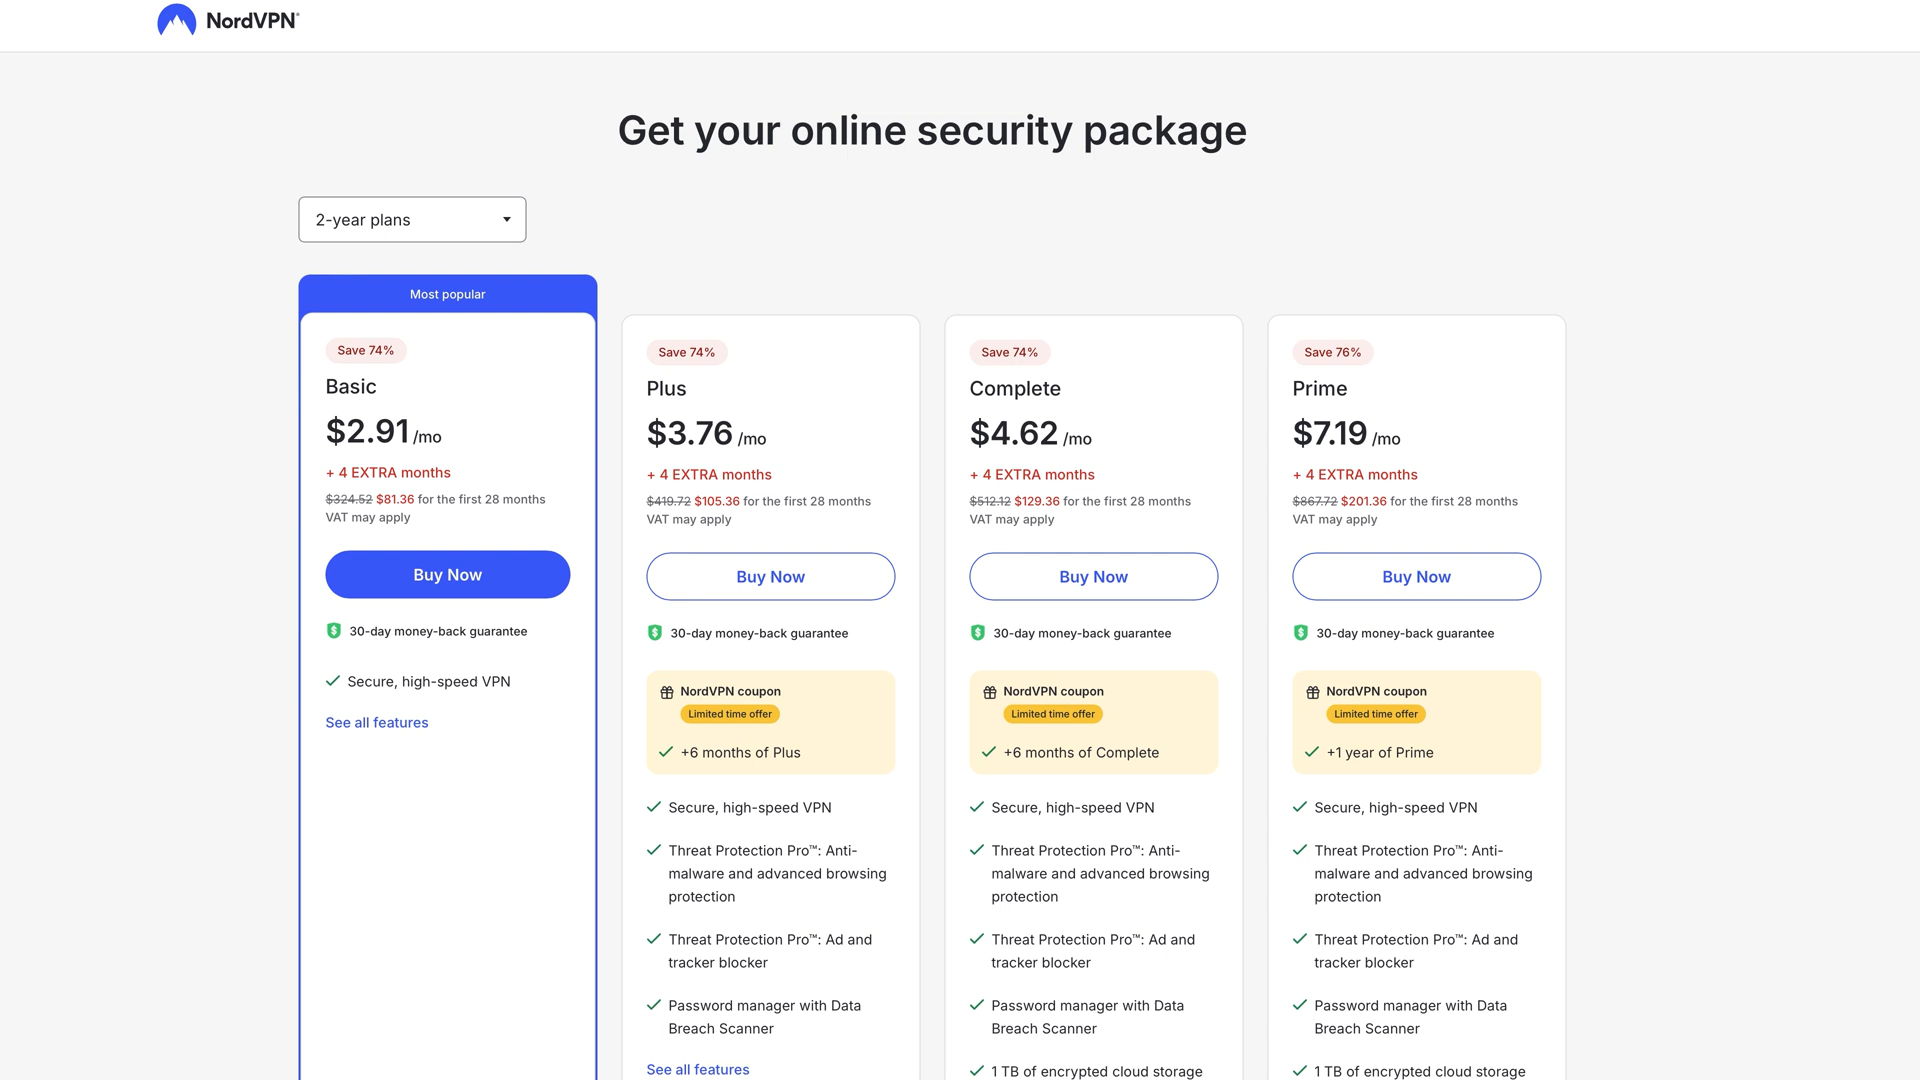 NordVPN®
Get your online security package
2-year plans
Most popular
Save 74%
Basic
$2.91/mo
+ 4 EXTRA months
$324.52 $81.36 for the first 28 months
VAT may apply
Buy Now
30-day money-back guarantee
Secure, high-speed VPN
See all features
Save 74%
Plus
$3.76 /mo
+ 4 EXTRA months
$419.72 $105.36 for the first 28 months
VAT may apply
Buy Now
30-day money-back guarantee
NordVPN coupon
Limited time offer
+6 months of Plus
Secure, high-speed VPN
Threat Protection Pro™: Anti-
malware and advanced browsing
protection
Threat Protection Pro™: Ad and
tracker blocker
Password manager with Data
Breach Scanner
See all features
Save 74%
Complete
$4.62 /mo
+ 4 EXTRA months
$512.12 $129.36 for the first 28 months
VAT may apply
Buy Now
30-day money-back guarantee
NordVPN coupon
Limited time offer
+6 months of Complete
Secure, high-speed VPN
Threat Protection Pro™: Anti-
malware and advanced browsing
protection
Threat Protection Pro™: Ad and
tracker blocker
Password manager with Data
Breach Scanner
1 TB of encrypted cloud storage
Save 76%
Prime
$7.19 /mo
+ 4 EXTRA months
$867.72 $201.36 for the first 28 months
VAT may apply
Buy Now
30-day money-back guarantee
NordVPN coupon
Limited time offer
+1 year of Prime
Secure, high-speed VPN
Threat Protection Pro™: Anti-
malware and advanced browsing
protection
Threat Protection Pro™: Ad and
tracker blocker
Password manager with Data
Breach Scanner
1 TB of encrypted cloud storage